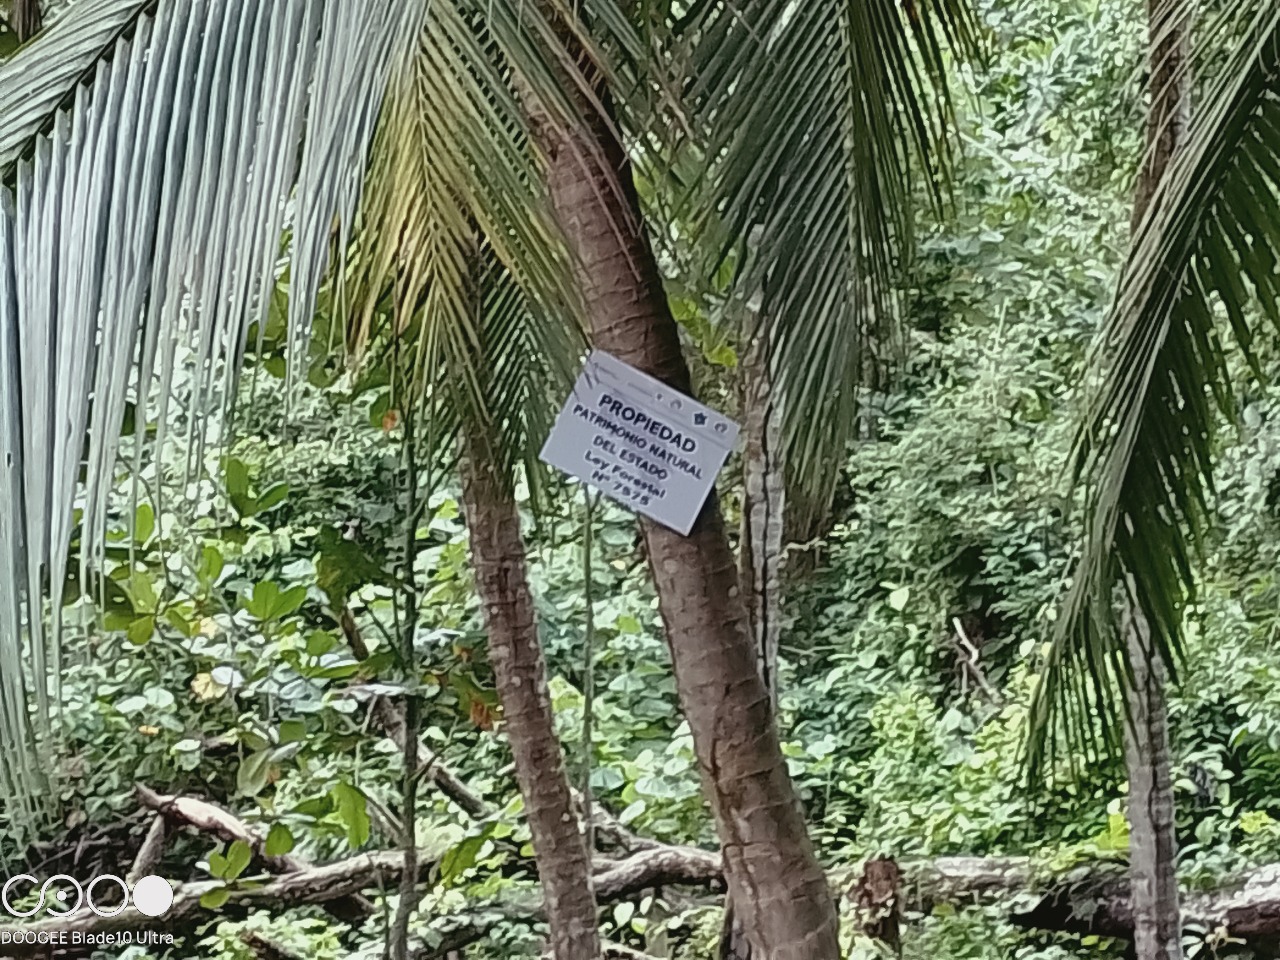 PROPIEDAD
PATRIMONIO NATURAL
DEL ESTADO
Ley Forestal
N° 7575
DOOGEE Blade10 Ultra